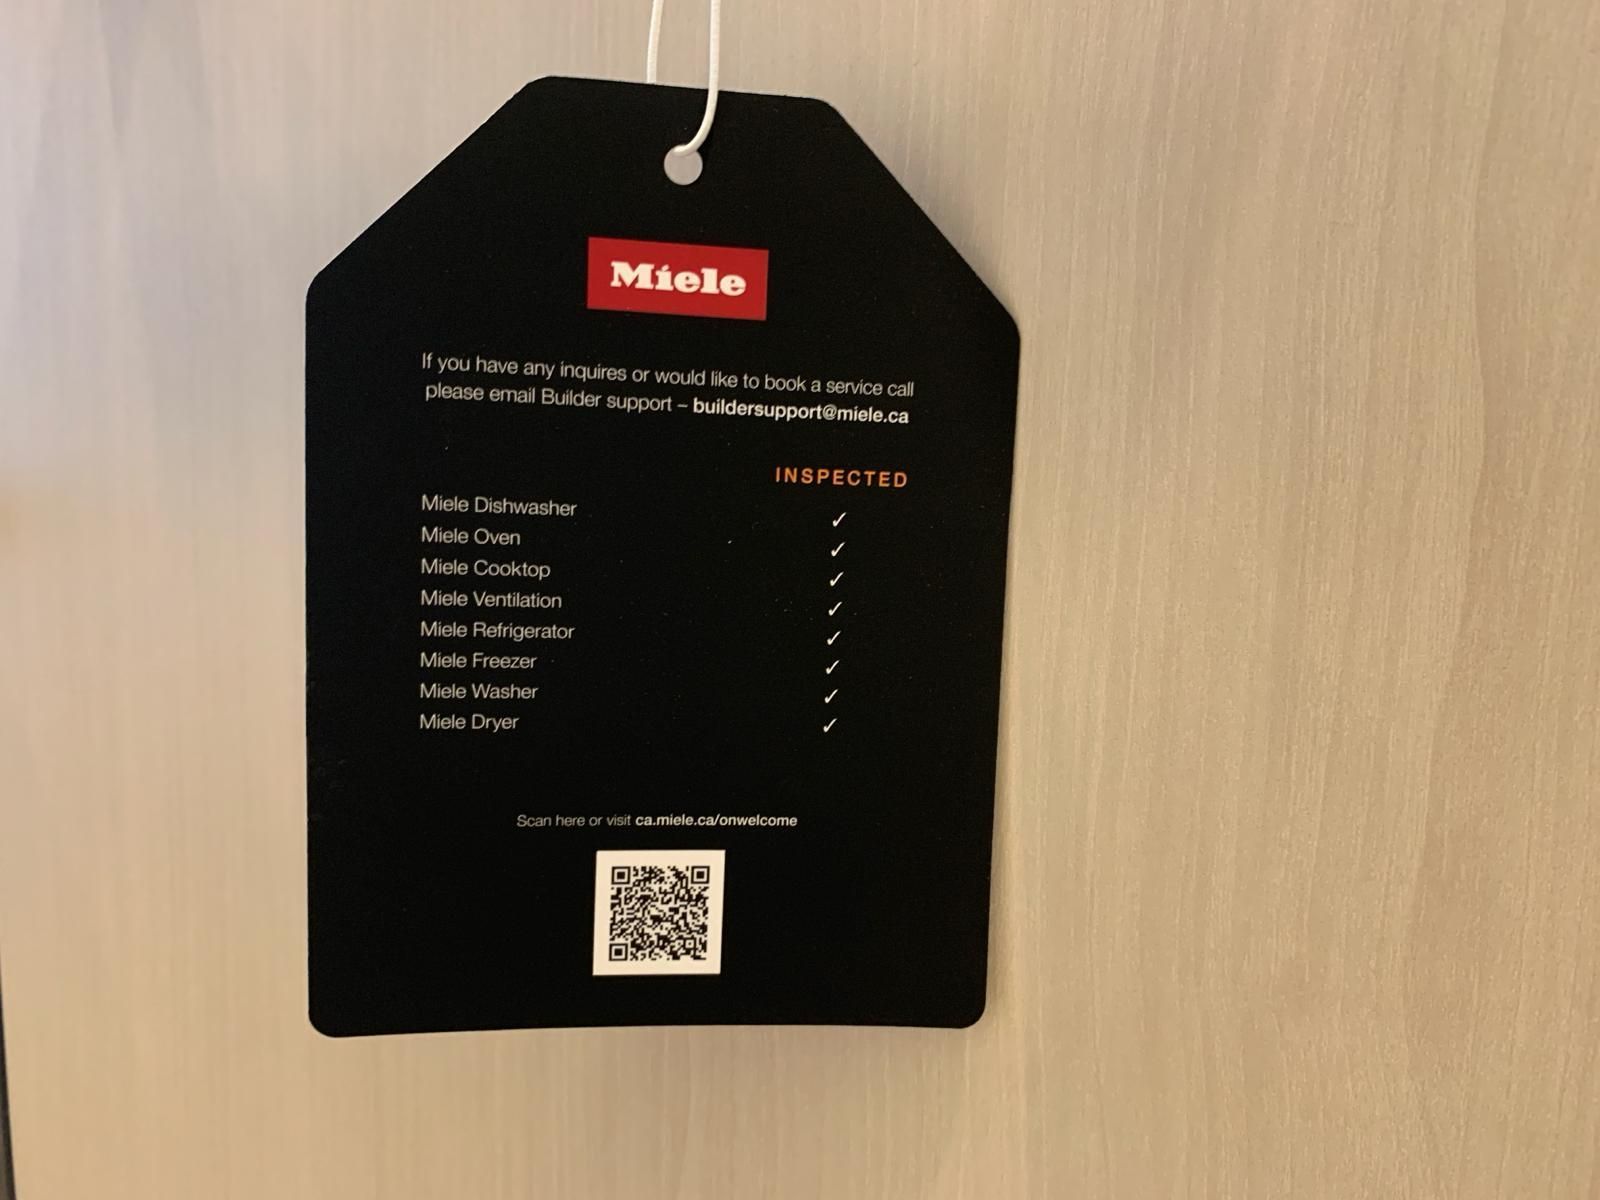 Miele
If you have any inquires or would like to book a service call
please email Builder support – buildersupport@miele.ca
INSPECTED
Miele Dishwasher ✓
Miele Oven ✓
Miele Cooktop ✓
Miele Ventilation ✓
Miele Refrigerator ✓
Miele Freezer ✓
Miele Washer ✓
Miele Dryer ✓
Scan here or visit ca.miele.ca/onwelcome